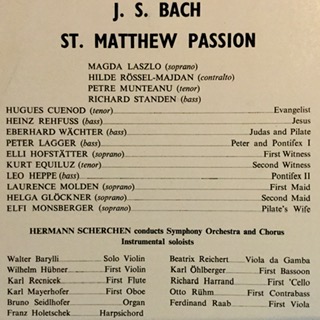 J. S. BACH
ST. MATTHEW PASSION
MAGDA LASZLO (soprano)
HILDE RÖSSEL-MAJDAN (contralto)
PETRE MUNTEANU (tenor)
RICHARD STANDEN (bass)
HUGUES CUENOD (tenor) Evangelist
HEINZ REHFUSS (bass) Jesus
EBERHARD WÄCHTER (bass) Judas and Pilate
PETER LAGGER (bass) Peter and Pontifex I
ELLI HOFSTÄTTER (soprano) First Witness
KURT EQUILUZ (tenor) Second Witness
LEO HEPPE (bass) Pontifex II
LAURENCE MOLDEN (soprano) First Maid
HELGA GLÖCKNER (soprano) Second Maid
ELFI MONSBERGER (soprano) Pilate's Wife
HERMANN SCHERCHEN conducts Symphony Orchestra and Chorus
Instrumental soloists
Walter Barylli Solo Violin
Wilhelm Hübner First Violin
Karl Recnicek First Flute
Karl Mayerhofer First Oboe
Bruno Seidlhofer Organ
Franz Holetschek Harpsichord
Beatrix Reichert Viola da Gamba
Karl Öhlberger First Bassoon
Richard Harrand First 'Cello
Otto Rühm First Contrabass
Ferdinand Raab First Viola